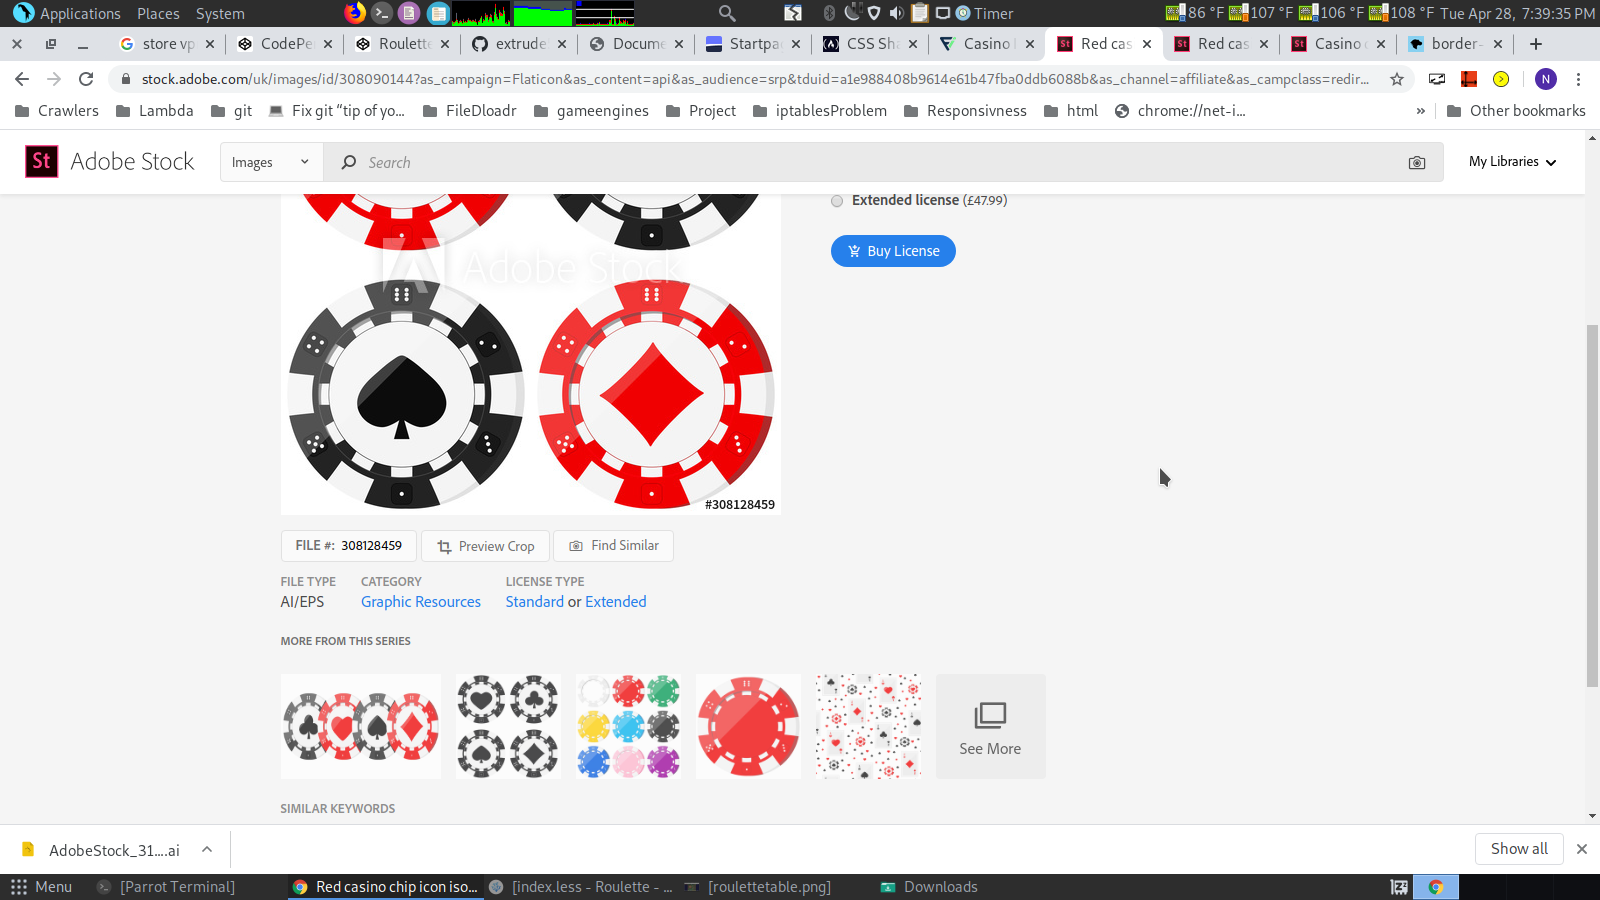 Applications Places System Timer 86 °F 107 °F 106 °F 108 °F Tue Apr 28, 7:39:35 PM
store vp CodePe Roulette extrude Docume Startpa CSS Sha Casino Red cas Red cas Casino border-
stock.adobe.com/uk/images/id/308090144?as_campaign=Flaticon&as_content=api&as_audience=srp&tduid=a1e988408b9614e61b47fba0ddb6088b&as_channel=affiliate&as_campclass=redir... N
Crawlers Lambda git Fix git “tip of yo... FileDloadr gameengines Project iptablesProblem Responsivness html chrome://net-i... » Other bookmarks
St Adobe Stock Images Search My Libraries
Extended license (£47.99)
Buy License
Adobe Stock
#308128459
FILE #: 308128459 Preview Crop Find Similar
FILE TYPE CATEGORY LICENSE TYPE
AI/EPS Graphic Resources Standard or Extended
MORE FROM THIS SERIES
See More
SIMILAR KEYWORDS
AdobeStock_31....ai Show all
Menu [Parrot Terminal] Red casino chip icon iso... [index.less - Roulette - ... [roulettetable.png] Downloads